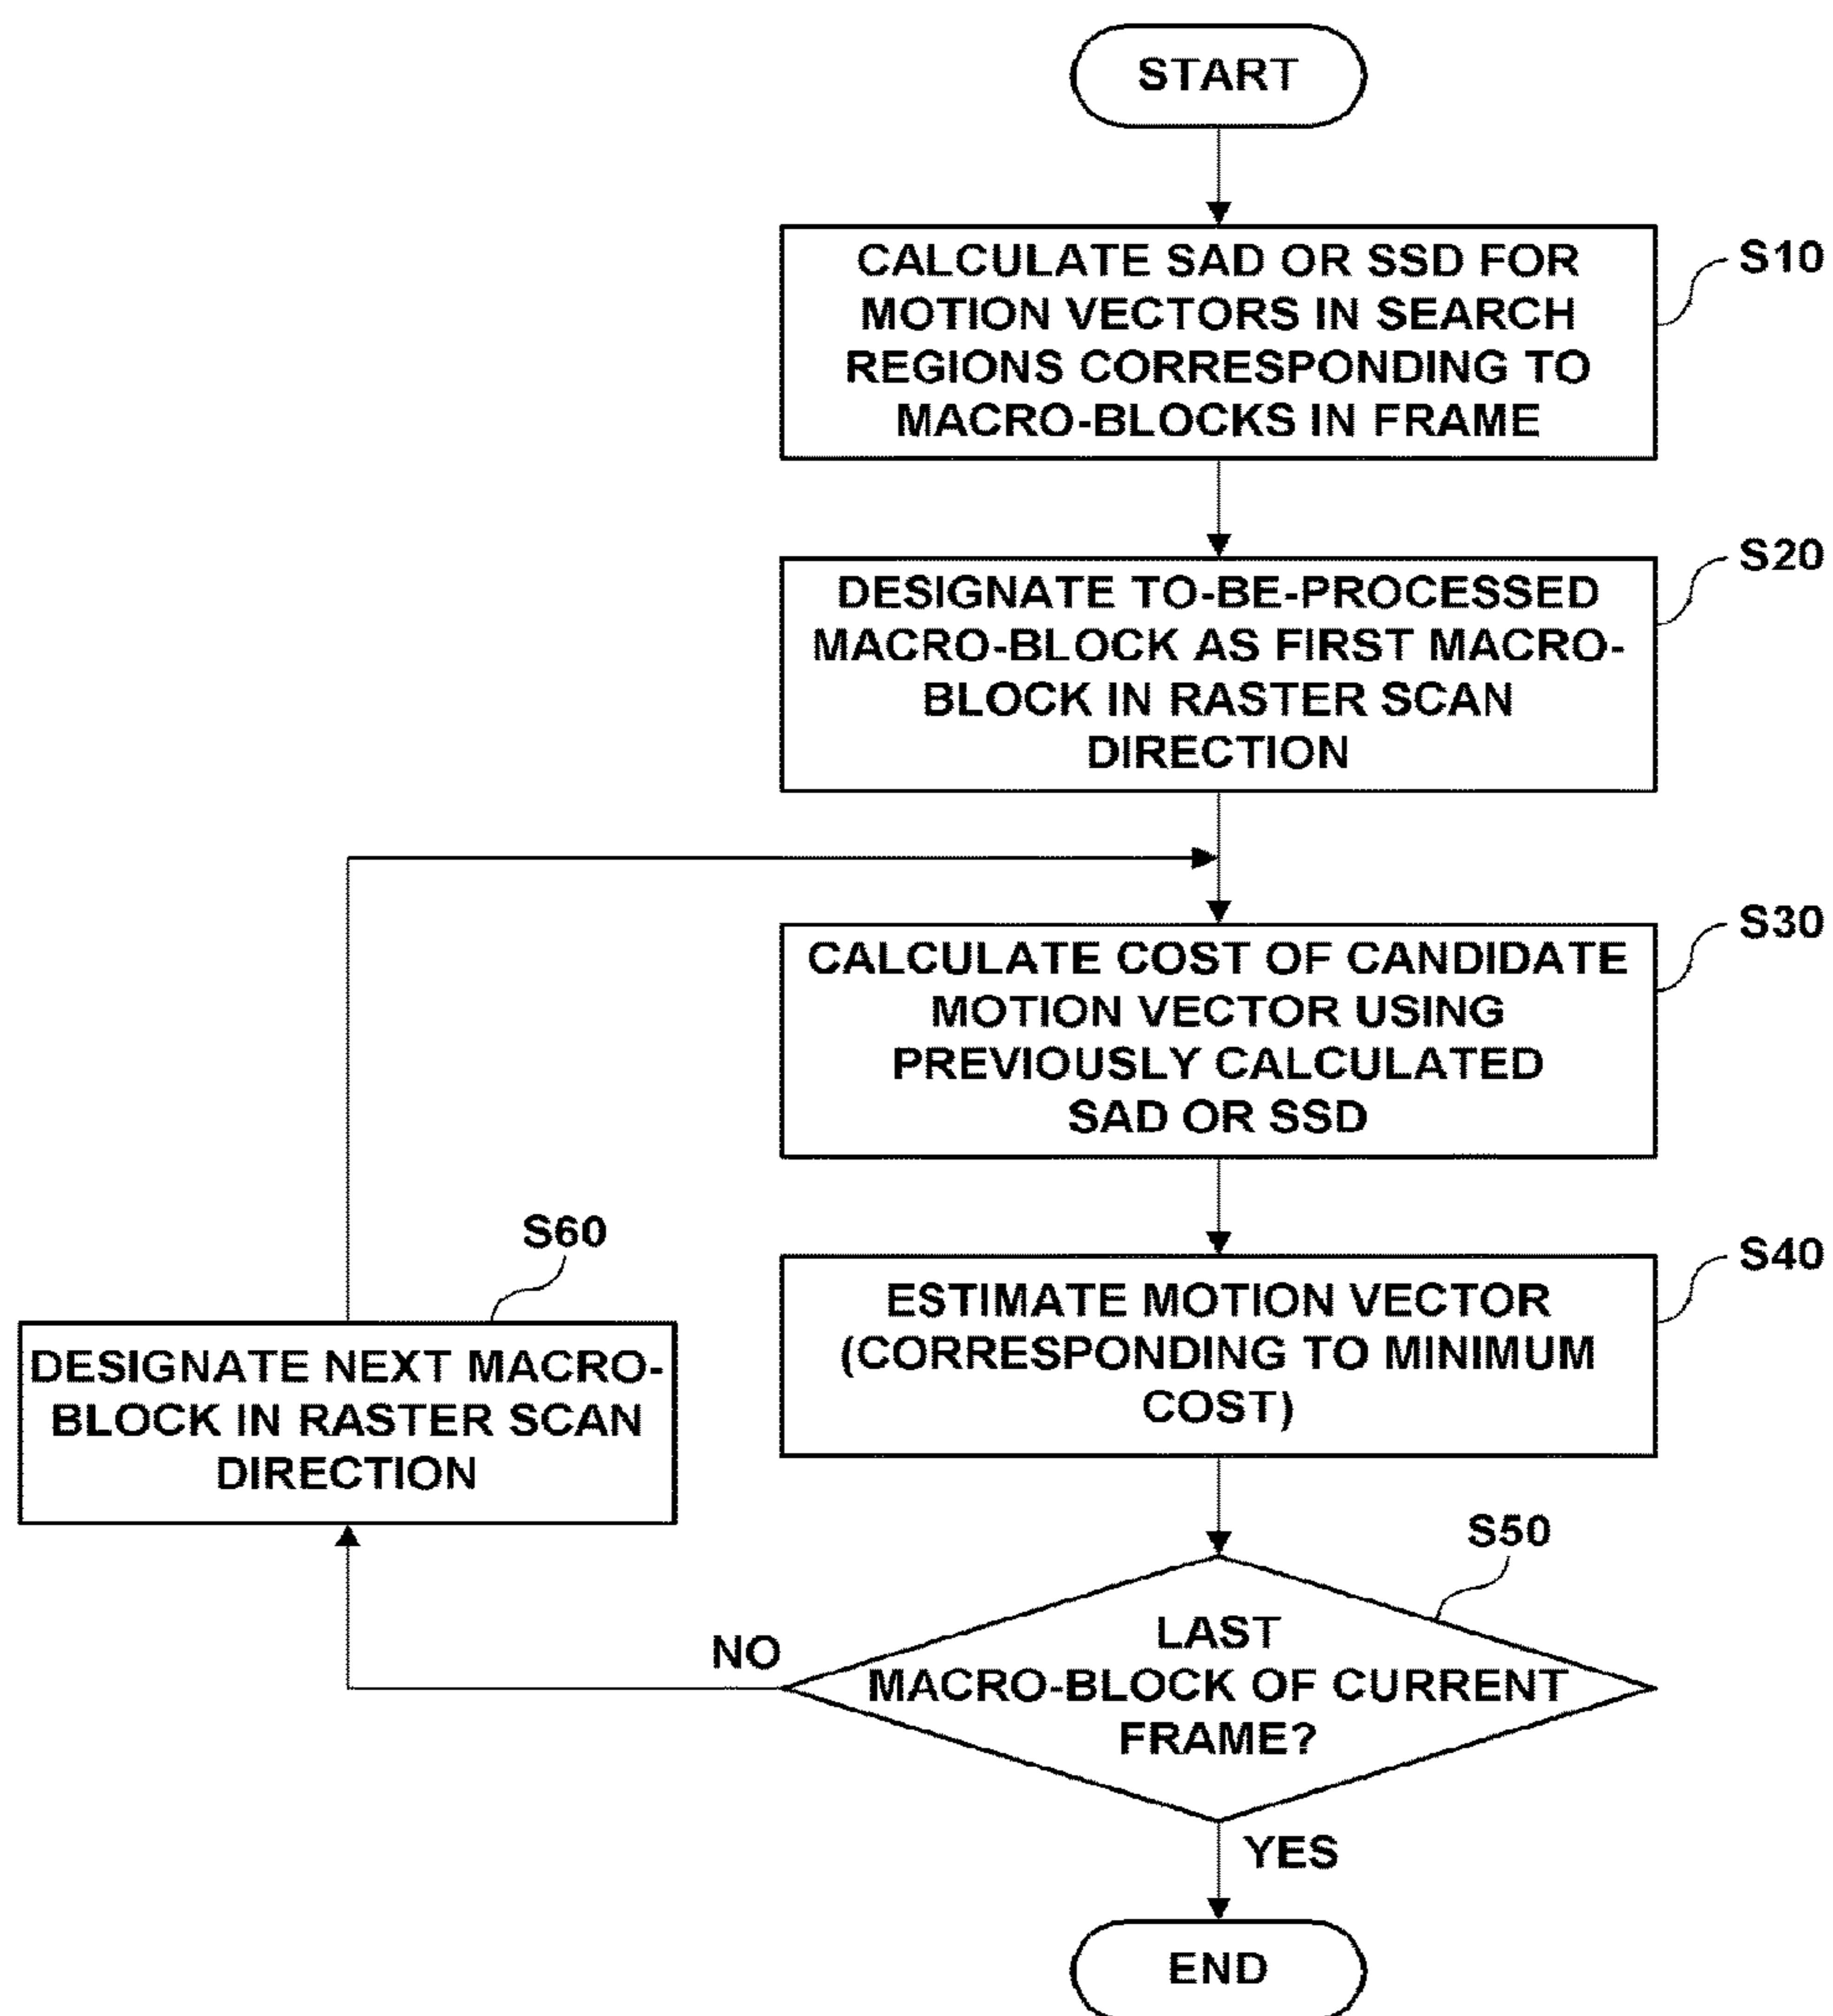 START
CALCULATE SAD OR SSD FOR
MOTION VECTORS IN SEARCH
REGIONS CORRESPONDING TO
MACRO-BLOCKS IN FRAME
S10
DESIGNATE TO-BE-PROCESSED
MACRO-BLOCK AS FIRST MACRO-
BLOCK IN RASTER SCAN
DIRECTION
S20
CALCULATE COST OF CANDIDATE
MOTION VECTOR USING
PREVIOUSLY CALCULATED
SAD OR SSD
S30
ESTIMATE MOTION VECTOR
(CORRESPONDING TO MINIMUM
COST)
S40
S60
DESIGNATE NEXT MACRO-
BLOCK IN RASTER SCAN
DIRECTION
S50
LAST
MACRO-BLOCK OF CURRENT
FRAME?
NO
YES
END